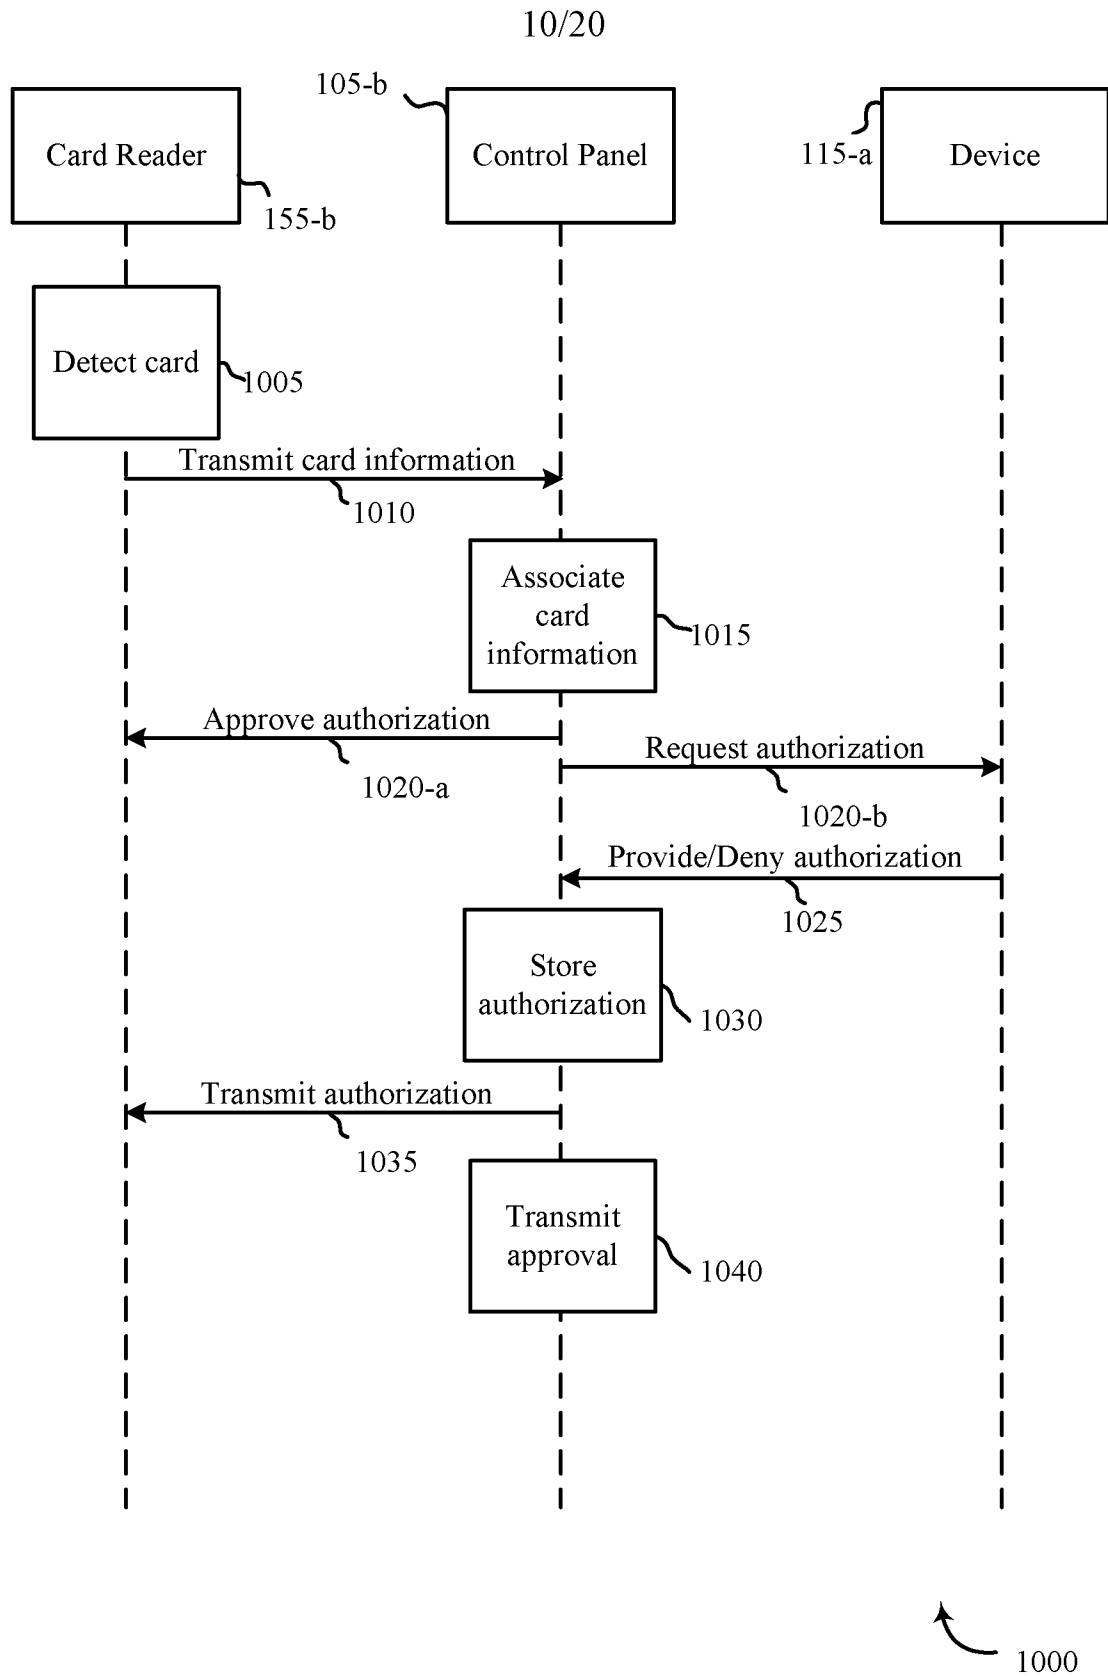 10/20
105-b
Card Reader
Control Panel
115-a
Device
155-b
Detect card
1005
Transmit card information
1010
Associate
card
information
1015
Approve authorization
1020-a
Request authorization
1020-b
Provide/Deny authorization
1025
Store
authorization
1030
Transmit authorization
1035
Transmit
approval
1040
1000